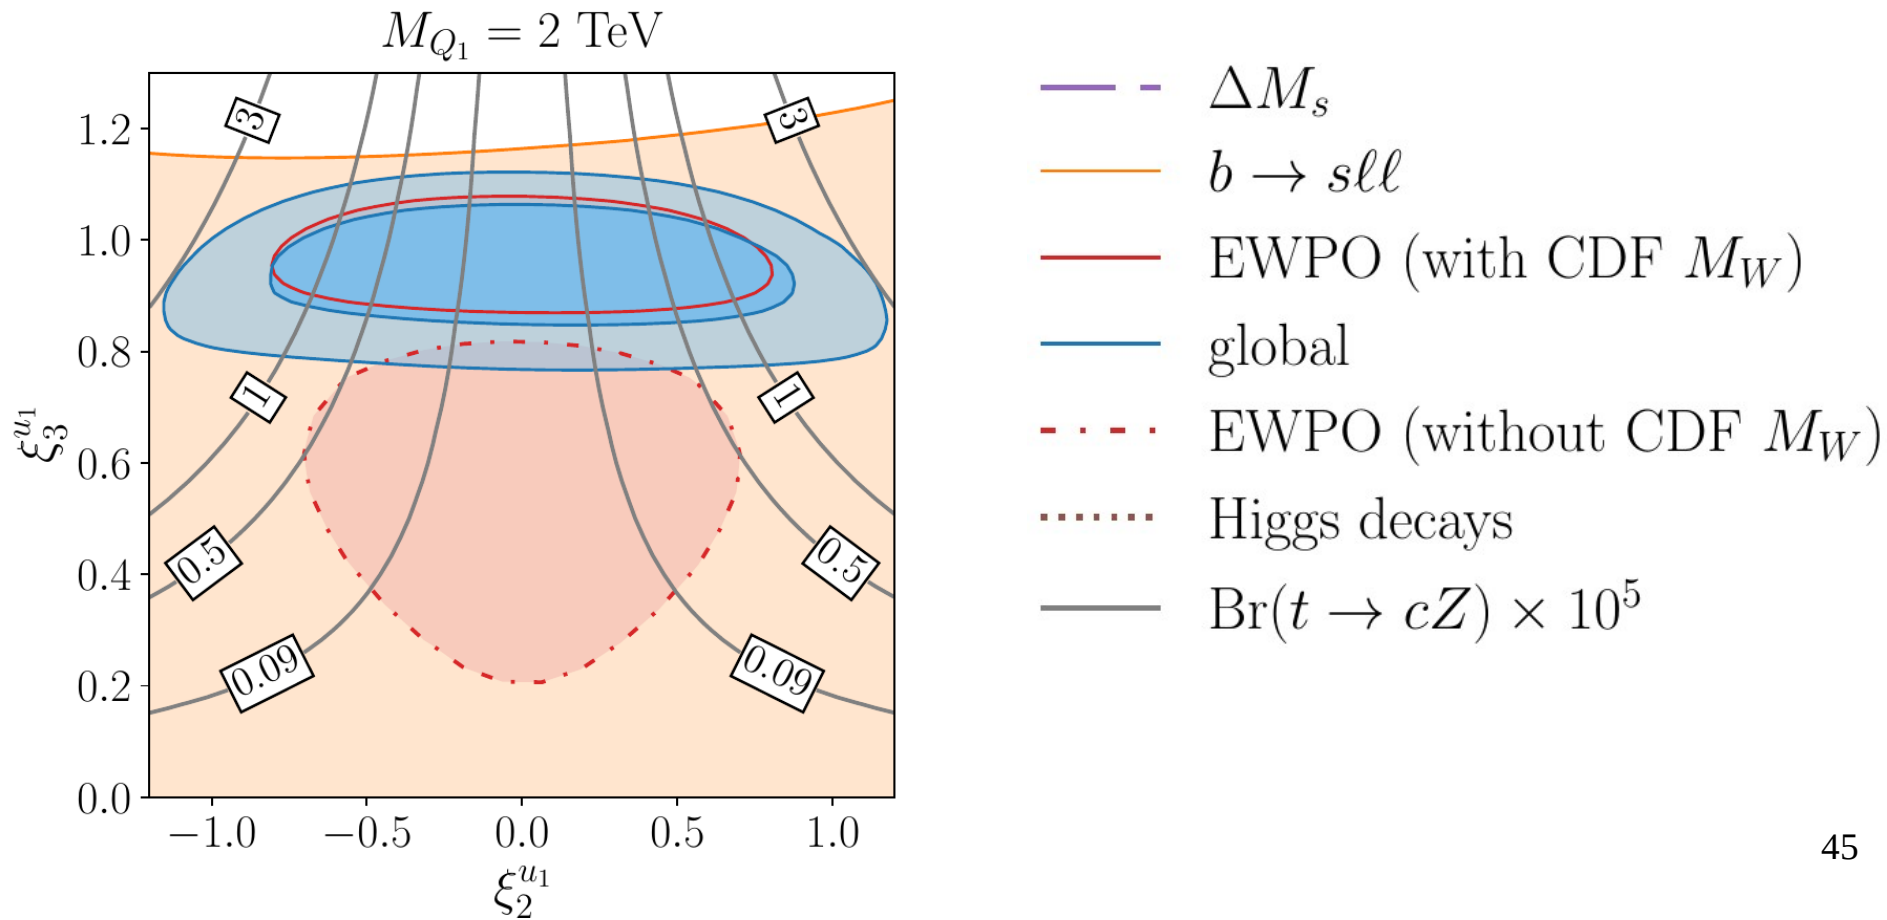 M_{Q_1} = 2 TeV
3
3
1
1
0.5
0.5
0.09
0.09
1.2
1.0
0.8
0.6
0.4
0.2
0.0
−1.0 −0.5 0.0 0.5 1.0
ξ_3^{u_1}
ξ_2^{u_1}
ΔM_s
b → sℓℓ
EWPO (with CDF M_W)
global
EWPO (without CDF M_W)
Higgs decays
Br(t → cZ) × 10^5
45